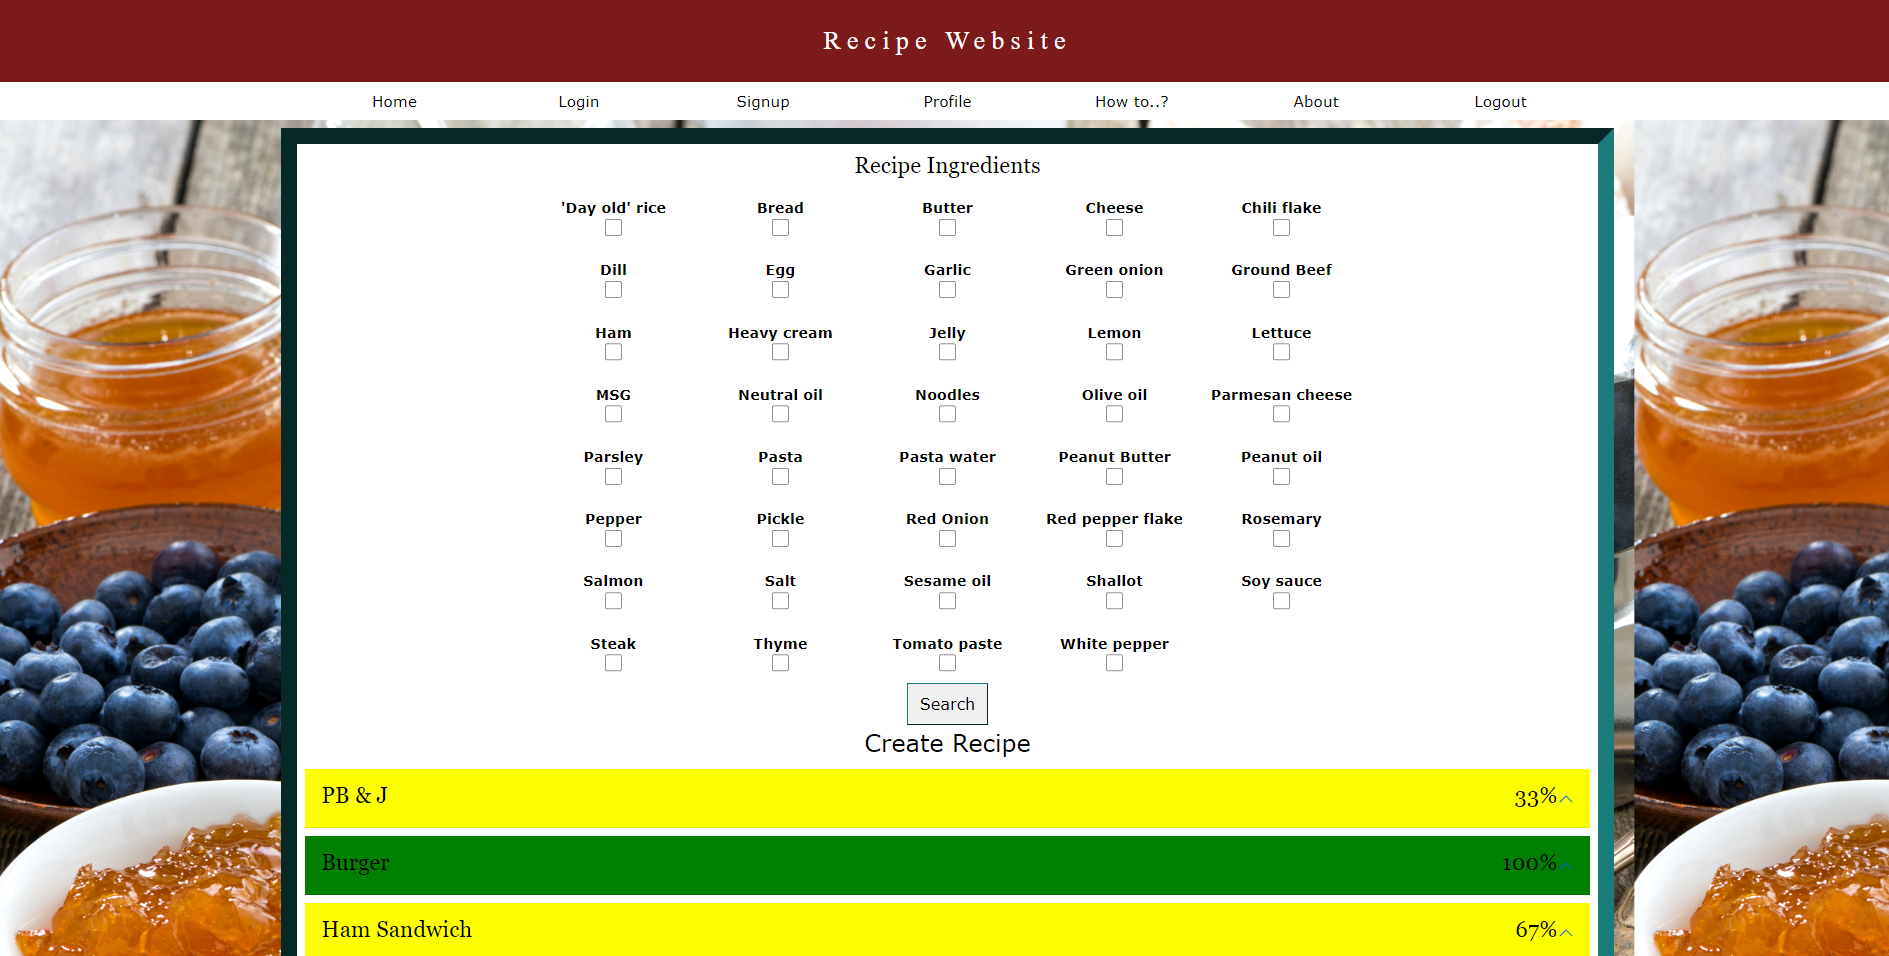 Recipe Website
Home Login Signup Profile How to..? About Logout
Recipe Ingredients
'Day old' rice Bread Butter Cheese Chili flake
Dill Egg Garlic Green onion Ground Beef
Ham Heavy cream Jelly Lemon Lettuce
MSG Neutral oil Noodles Olive oil Parmesan cheese
Parsley Pasta Pasta water Peanut Butter Peanut oil
Pepper Pickle Red Onion Red pepper flake Rosemary
Salmon Salt Sesame oil Shallot Soy sauce
Steak Thyme Tomato paste White pepper
Search
Create Recipe
PB & J 33%
Burger 100%
Ham Sandwich 67%